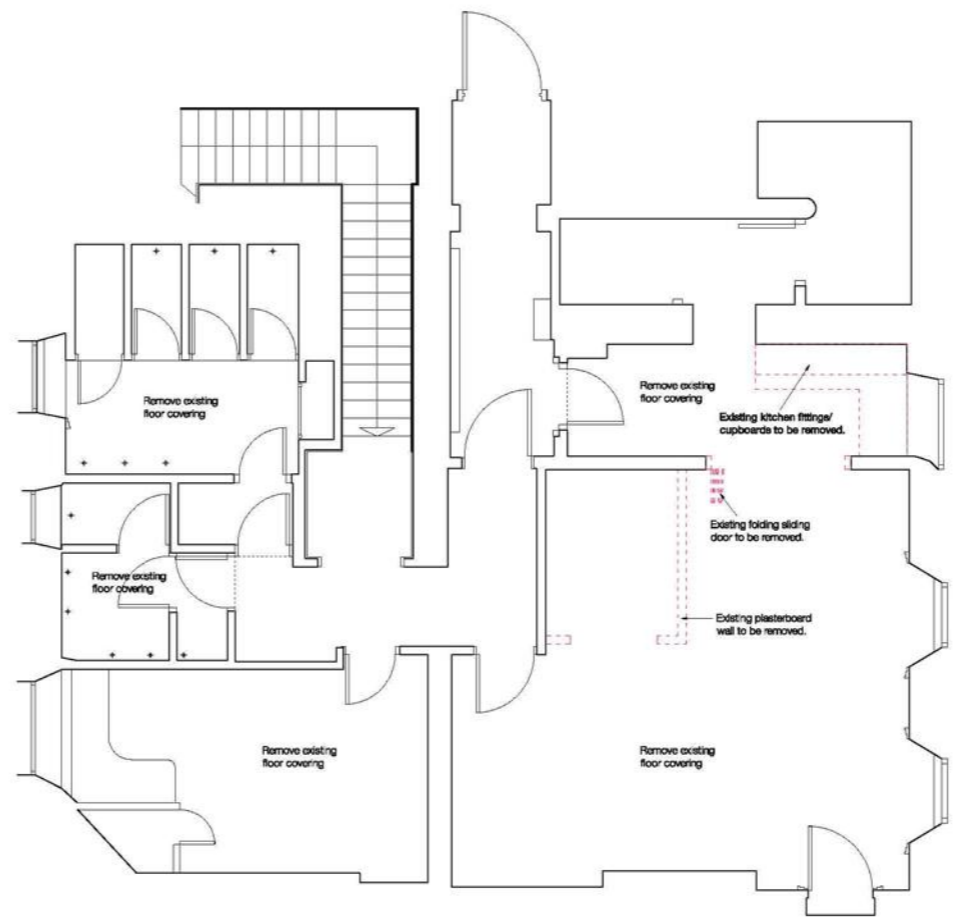 Remove existing
floor covering
Remove existing
floor covering
Existing kitchen fittings/
cupboards to be removed.
Existing folding sliding
door to be removed.
Remove existing
floor covering
Existing plasterboard
wall to be removed.
Remove existing
floor covering
Remove existing
floor covering